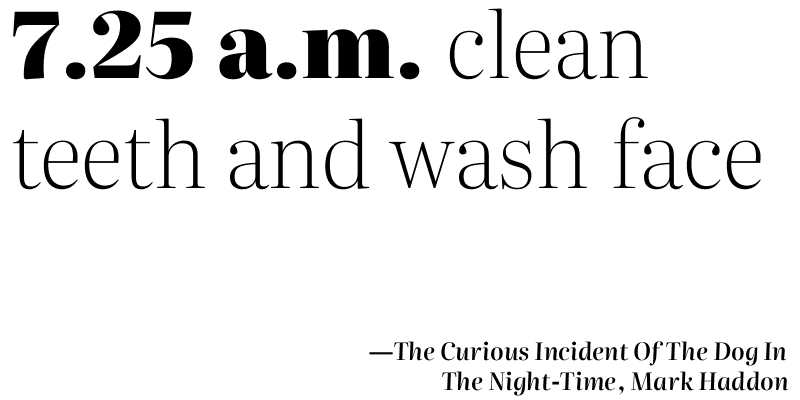 7.25 a.m. clean
teeth and wash face
—The Curious Incident Of The Dog In
The Night-Time, Mark Haddon